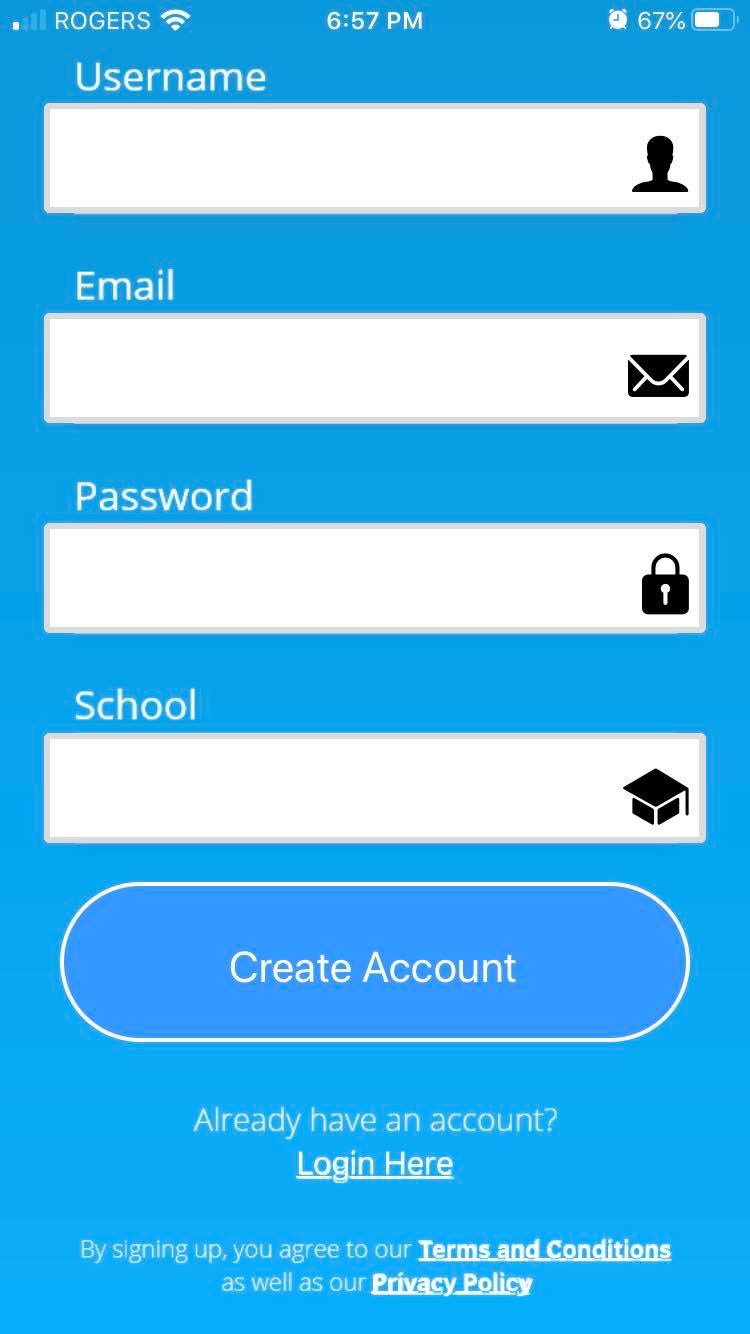 ROGERS 6:57 PM 67%
Username
Email
Password
School
Create Account
Already have an account?
Login Here
By signing up, you agree to our Terms and Conditions
as well as our Privacy Policy